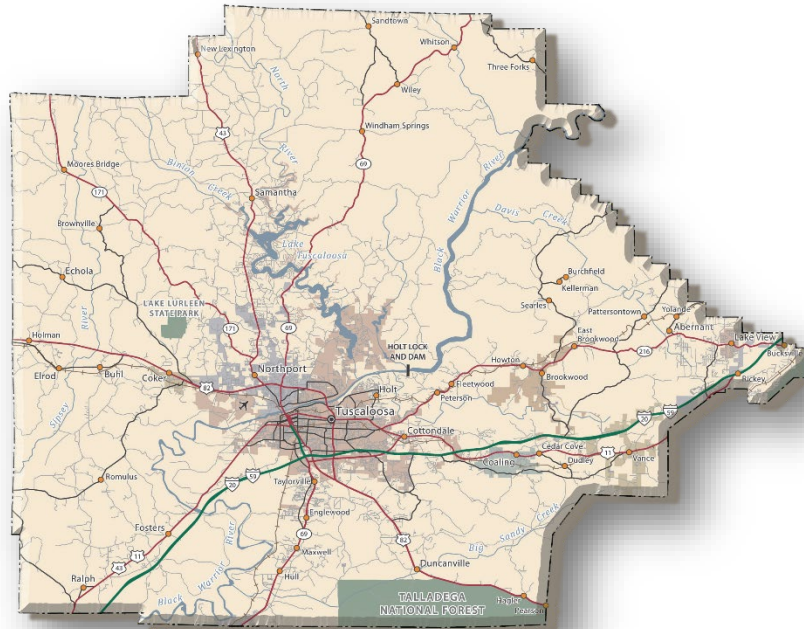 Sandtown
New Lexington
Whitson
North
Three Forks
Wiley
43
Windham Springs
River
69
Moores Bridge
Binion
Creek
171
Samantha
Black Warrior River
Davis Creek
Brownville
Lake
Tuscaloosa
Echola
Burchfield
Kellerman
LAKE LURLEEN
STATE PARK
Searles
Pattersontown
Yolande
Sipsey River
171
69
East
Brookwood
Abernant
Holman
HOLT LOCK
AND DAM
216
Lake View
Bucksville
Elrod
Buhl
Coker
Northport
Howton
Brookwood
Rickey
82
Fleetwood
Holt
Peterson
20
59
Tuscaloosa
Cottondale
Cedar Cove
11
Coaling
Dudley
Vance
Romulus
20
59
Taylorville
Englewood
Big Sandy Creek
Fosters
69
82
Maxwell
11
43
Hull
Duncanville
Ralph
Black Warrior River
TALLADEGA
NATIONAL FOREST
Hagler
Pearson